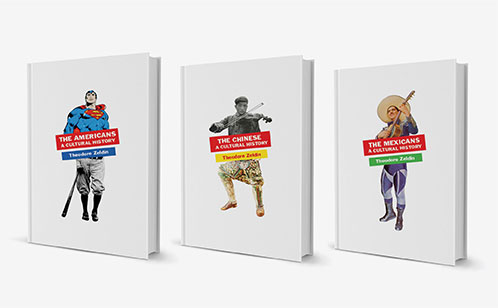 THE AMERICANS
A CULTURAL HISTORY
Theodore Zeldin
THE CHINESE
A CULTURAL HISTORY
Theodore Zeldin
THE MEXICANS
A CULTURAL HISTORY
Theodore Zeldin